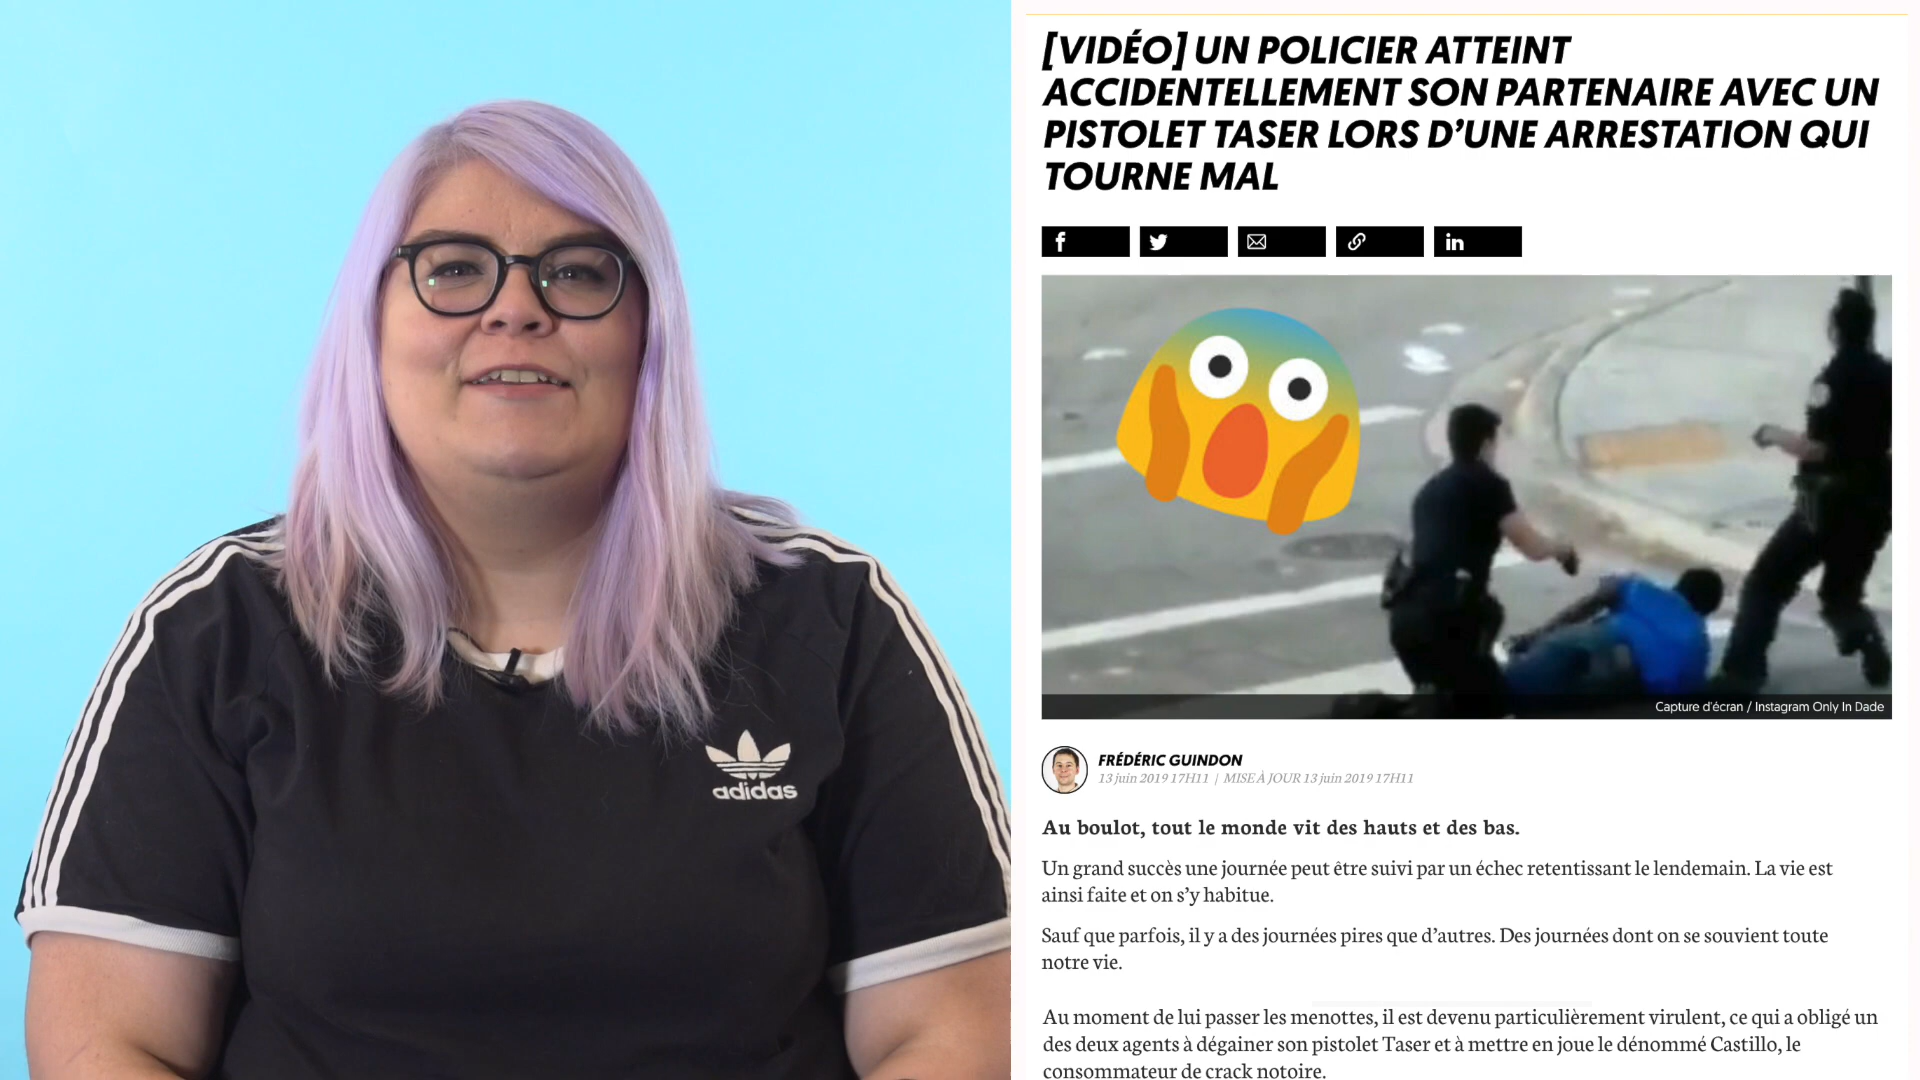 [VIDÉO] UN POLICIER ATTEINT
ACCIDENTELLEMENT SON PARTENAIRE AVEC UN
PISTOLET TASER LORS D’UNE ARRESTATION QUI
TOURNE MAL
Capture d'écran / Instagram Only In Dade
FRÉDÉRIC GUINDON
13 juin 2019 17H11 | MISE À JOUR 13 juin 2019 17H11
Au boulot, tout le monde vit des hauts et des bas.
Un grand succès une journée peut être suivi par un échec retentissant le lendemain. La vie est
ainsi faite et on s’y habitue.
Sauf que parfois, il y a des journées pires que d’autres. Des journées dont on se souvient toute
notre vie.
Au moment de lui passer les menottes, il est devenu particulièrement virulent, ce qui a obligé un
des deux agents à dégainer son pistolet Taser et à mettre en joue le dénommé Castillo, le
consommateur de crack notoire.
adidas